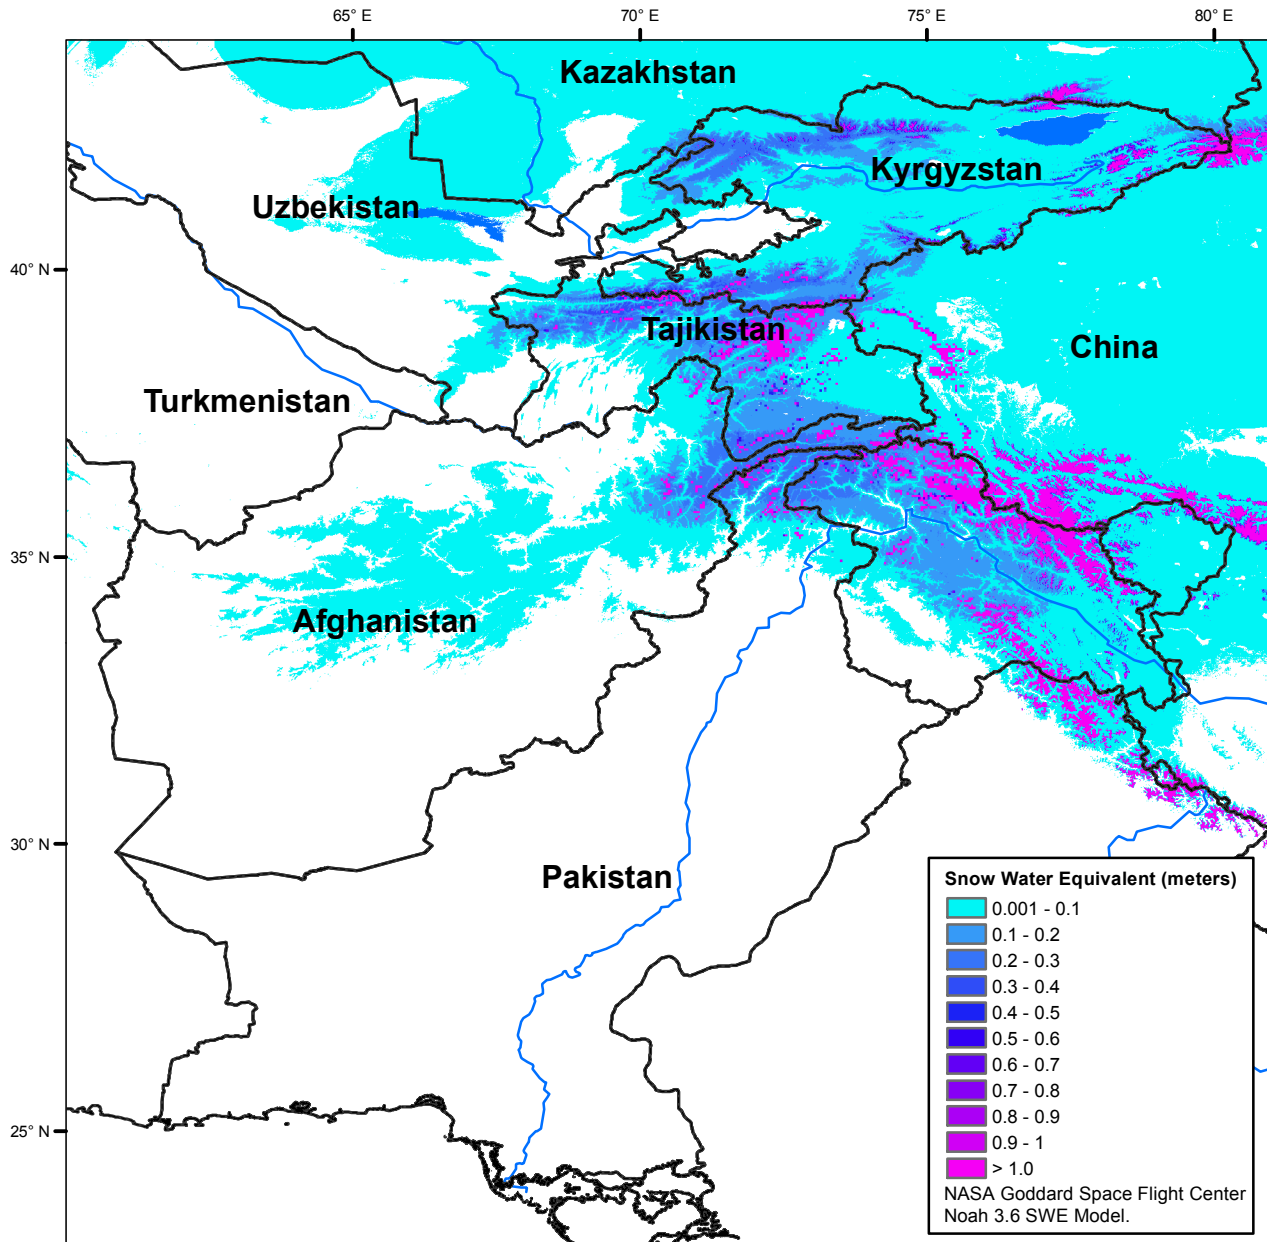 65° E
70° E
75° E
80° E
Kazakhstan
Kyrgyzstan
Uzbekistan
40° N
Tajikistan
China
Turkmenistan
35° N
Afghanistan
30° N
Pakistan
25° N
Snow Water Equivalent (meters)
0.001 - 0.1
0.1 - 0.2
0.2 - 0.3
0.3 - 0.4
0.4 - 0.5
0.5 - 0.6
0.6 - 0.7
0.7 - 0.8
0.8 - 0.9
0.9 - 1
> 1.0
NASA Goddard Space Flight Center
Noah 3.6 SWE Model.